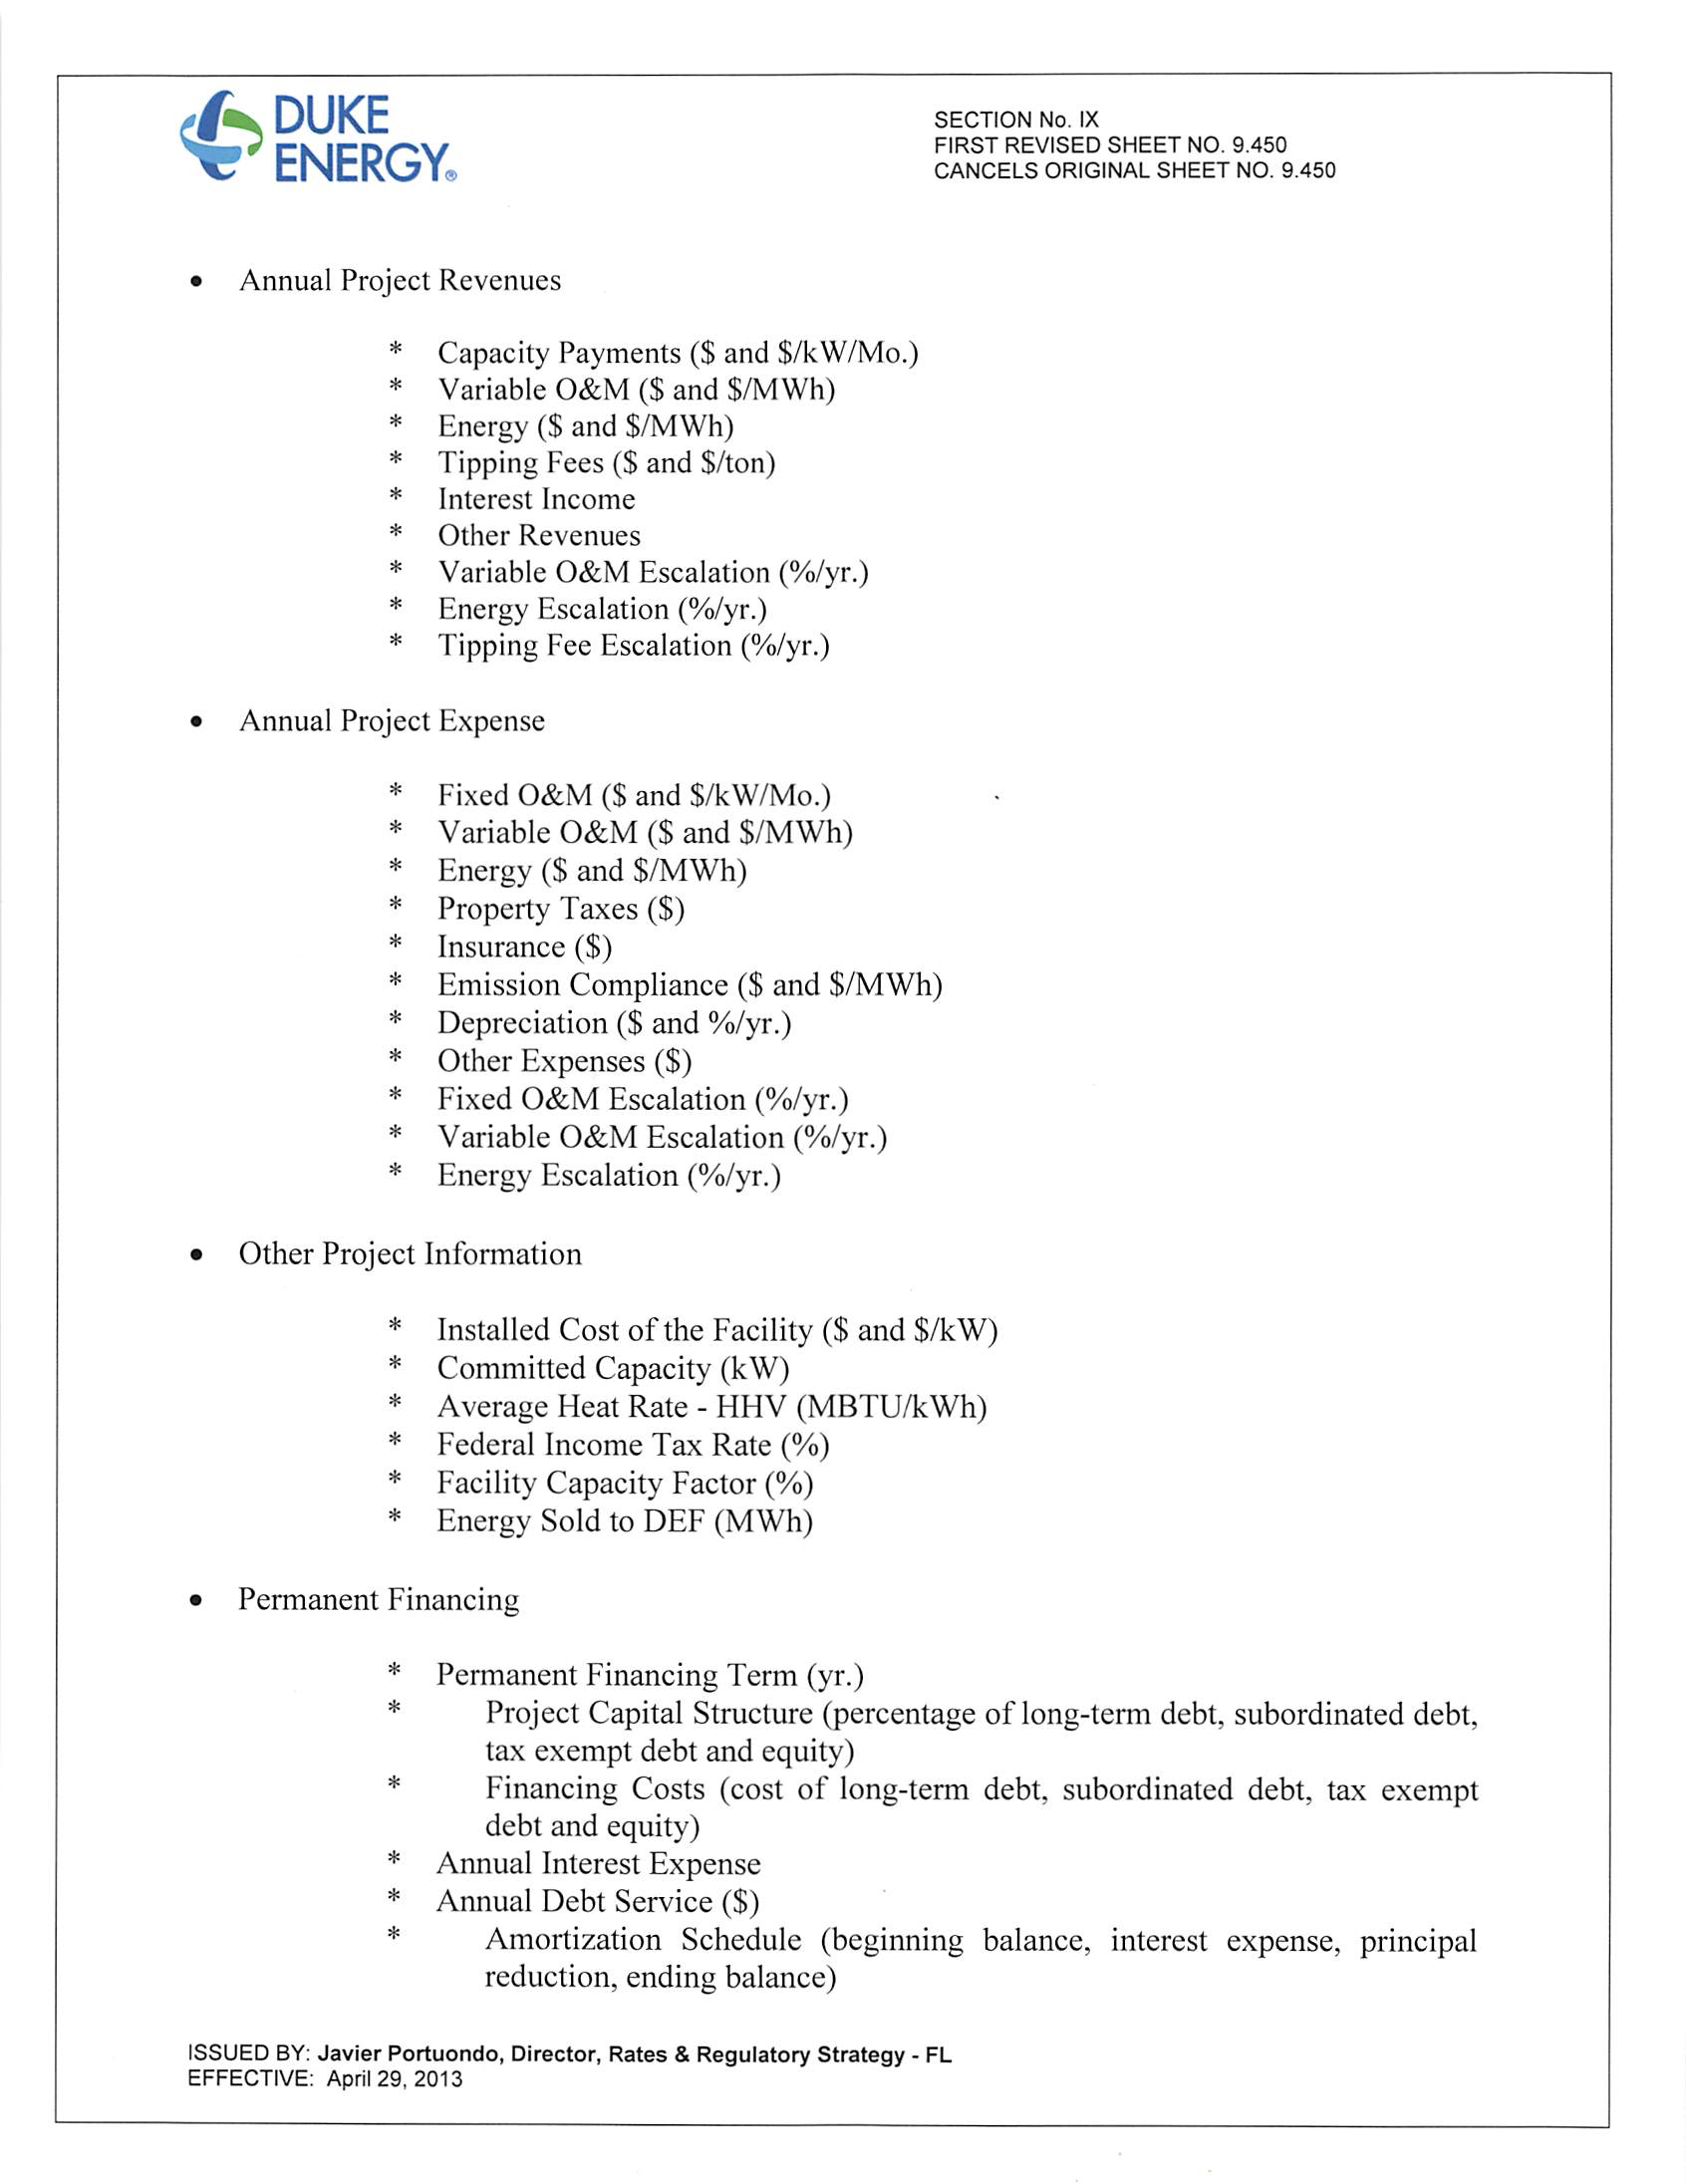 DUKE
ENERGY®
SECTION No. IX
FIRST REVISED SHEET NO. 9.450
CANCELS ORIGINAL SHEET NO. 9.450
• Annual Project Revenues
* Capacity Payments ($ and $/kW/Mo.)
* Variable O&M ($ and $/MWh)
* Energy ($ and $/MWh)
* Tipping Fees ($ and $/ton)
* Interest Income
* Other Revenues
* Variable O&M Escalation (%/yr.)
* Energy Escalation (%/yr.)
* Tipping Fee Escalation (%/yr.)
• Annual Project Expense
* Fixed O&M ($ and $/kW/Mo.)
* Variable O&M ($ and $/MWh)
* Energy ($ and $/MWh)
* Property Taxes ($)
* Insurance ($)
* Emission Compliance ($ and $/MWh)
* Depreciation ($ and %/yr.)
* Other Expenses ($)
* Fixed O&M Escalation (%/yr.)
* Variable O&M Escalation (%/yr.)
* Energy Escalation (%/yr.)
• Other Project Information
* Installed Cost of the Facility ($ and $/kW)
* Committed Capacity (kW)
* Average Heat Rate - HHV (MBTU/kWh)
* Federal Income Tax Rate (%)
* Facility Capacity Factor (%)
* Energy Sold to DEF (MWh)
• Permanent Financing
* Permanent Financing Term (yr.)
* Project Capital Structure (percentage of long-term debt, subordinated debt,
tax exempt debt and equity)
* Financing Costs (cost of long-term debt, subordinated debt, tax exempt
debt and equity)
* Annual Interest Expense
* Annual Debt Service ($)
* Amortization Schedule (beginning balance, interest expense, principal
reduction, ending balance)
ISSUED BY: Javier Portuondo, Director, Rates & Regulatory Strategy - FL
EFFECTIVE: April 29, 2013